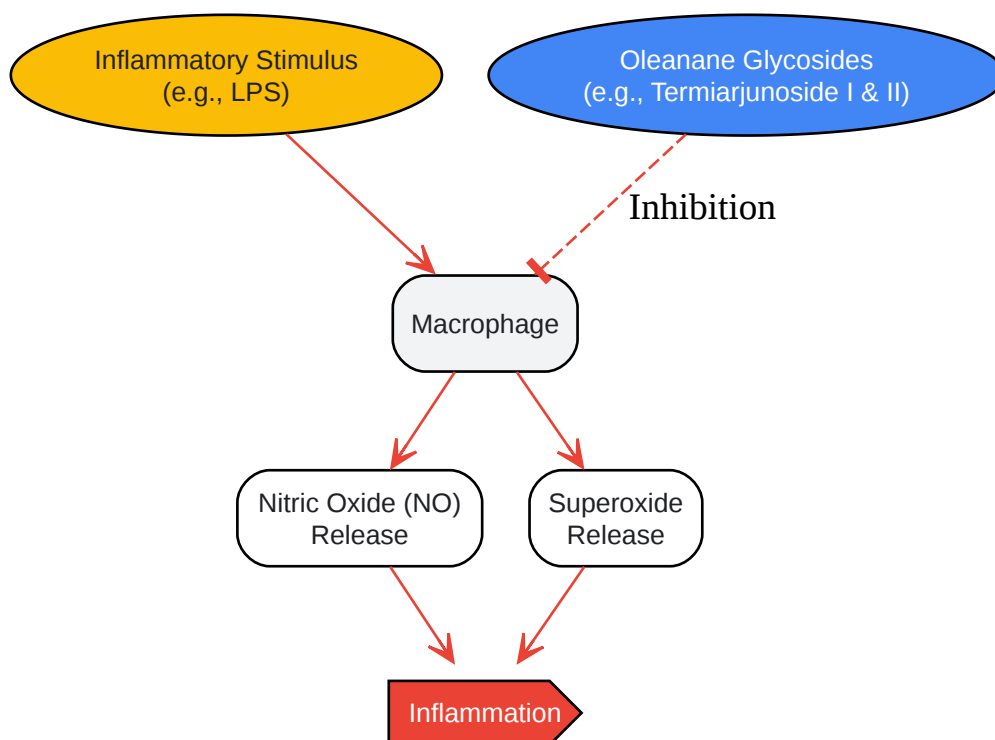 Inflammatory Stimulus
(e.g., LPS)
Oleanane Glycosides
(e.g., Termiarjunoside I & II)
Inhibition
Macrophage
Nitric Oxide (NO)
Release
Superoxide
Release
Inflammation